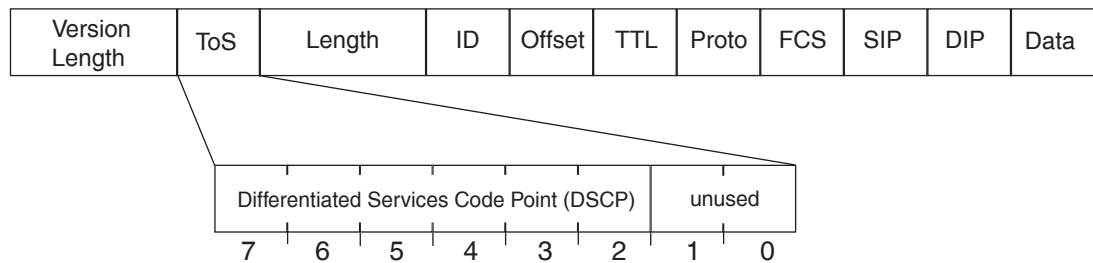 Version Length ToS Length ID Offset TTL Proto FCS SIP DIP Data
Differentiated Services Code Point (DSCP) unused
7 6 5 4 3 2 1 0